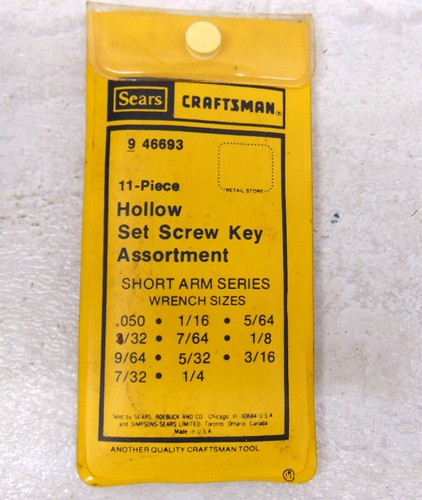 Sears CRAFTSMAN®
9 46693
RETAIL STORE
11-Piece
Hollow
Set Screw Key
Assortment
SHORT ARM SERIES
WRENCH SIZES
.050 • 1/16 • 5/64
3/32 • 7/64 • 1/8
9/64 • 5/32 • 3/16
7/32 • 1/4
Sold by SEARS, ROEBUCK AND CO. Chicago, Il. 60684 U.S.A.
and SIMPSONS-SEARS LIMITED, Toronto, Ontario, Canada
Made in U.S.A.
ANOTHER QUALITY CRAFTSMAN TOOL